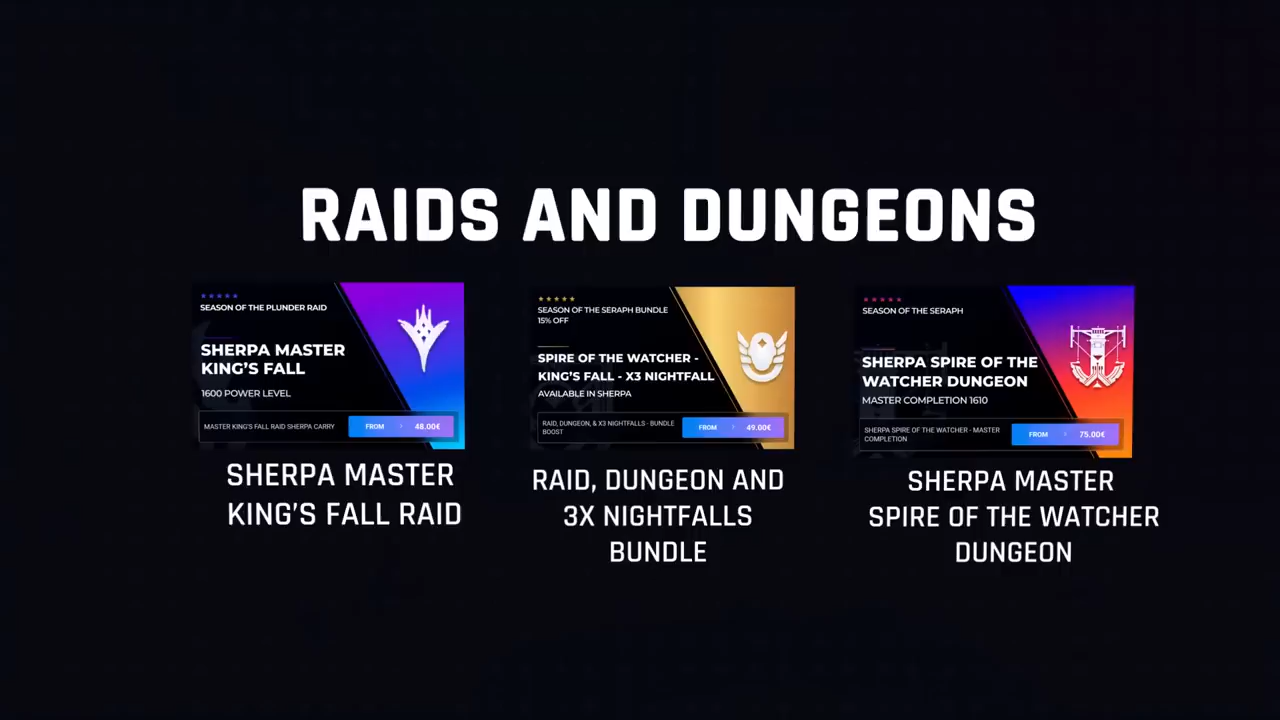 RAIDS AND DUNGEONS
SEASON OF THE PLUNDER RAID
SHERPA MASTER
KING'S FALL
1600 POWER LEVEL
MASTER KING'S FALL RAID SHERPA CARRY
FROM
48.00€
SHERPA MASTER
KING'S FALL RAID
SEASON OF THE SERAPH BUNDLE
15% OFF
SPIRE OF THE WATCHER -
KING'S FALL - X3 NIGHTFALL
AVAILABLE IN SHERPA
RAID, DUNGEON, & X3 NIGHTFALLS - BUNDLE
BOOST
FROM
49.00€
RAID, DUNGEON AND
3X NIGHTFALLS
BUNDLE
SEASON OF THE SERAPH
SHERPA SPIRE OF THE
WATCHER DUNGEON
MASTER COMPLETION 1610
SHERPA SPIRE OF THE WATCHER - MASTER
COMPLETION
FROM
75.00€
SHERPA MASTER
SPIRE OF THE WATCHER
DUNGEON